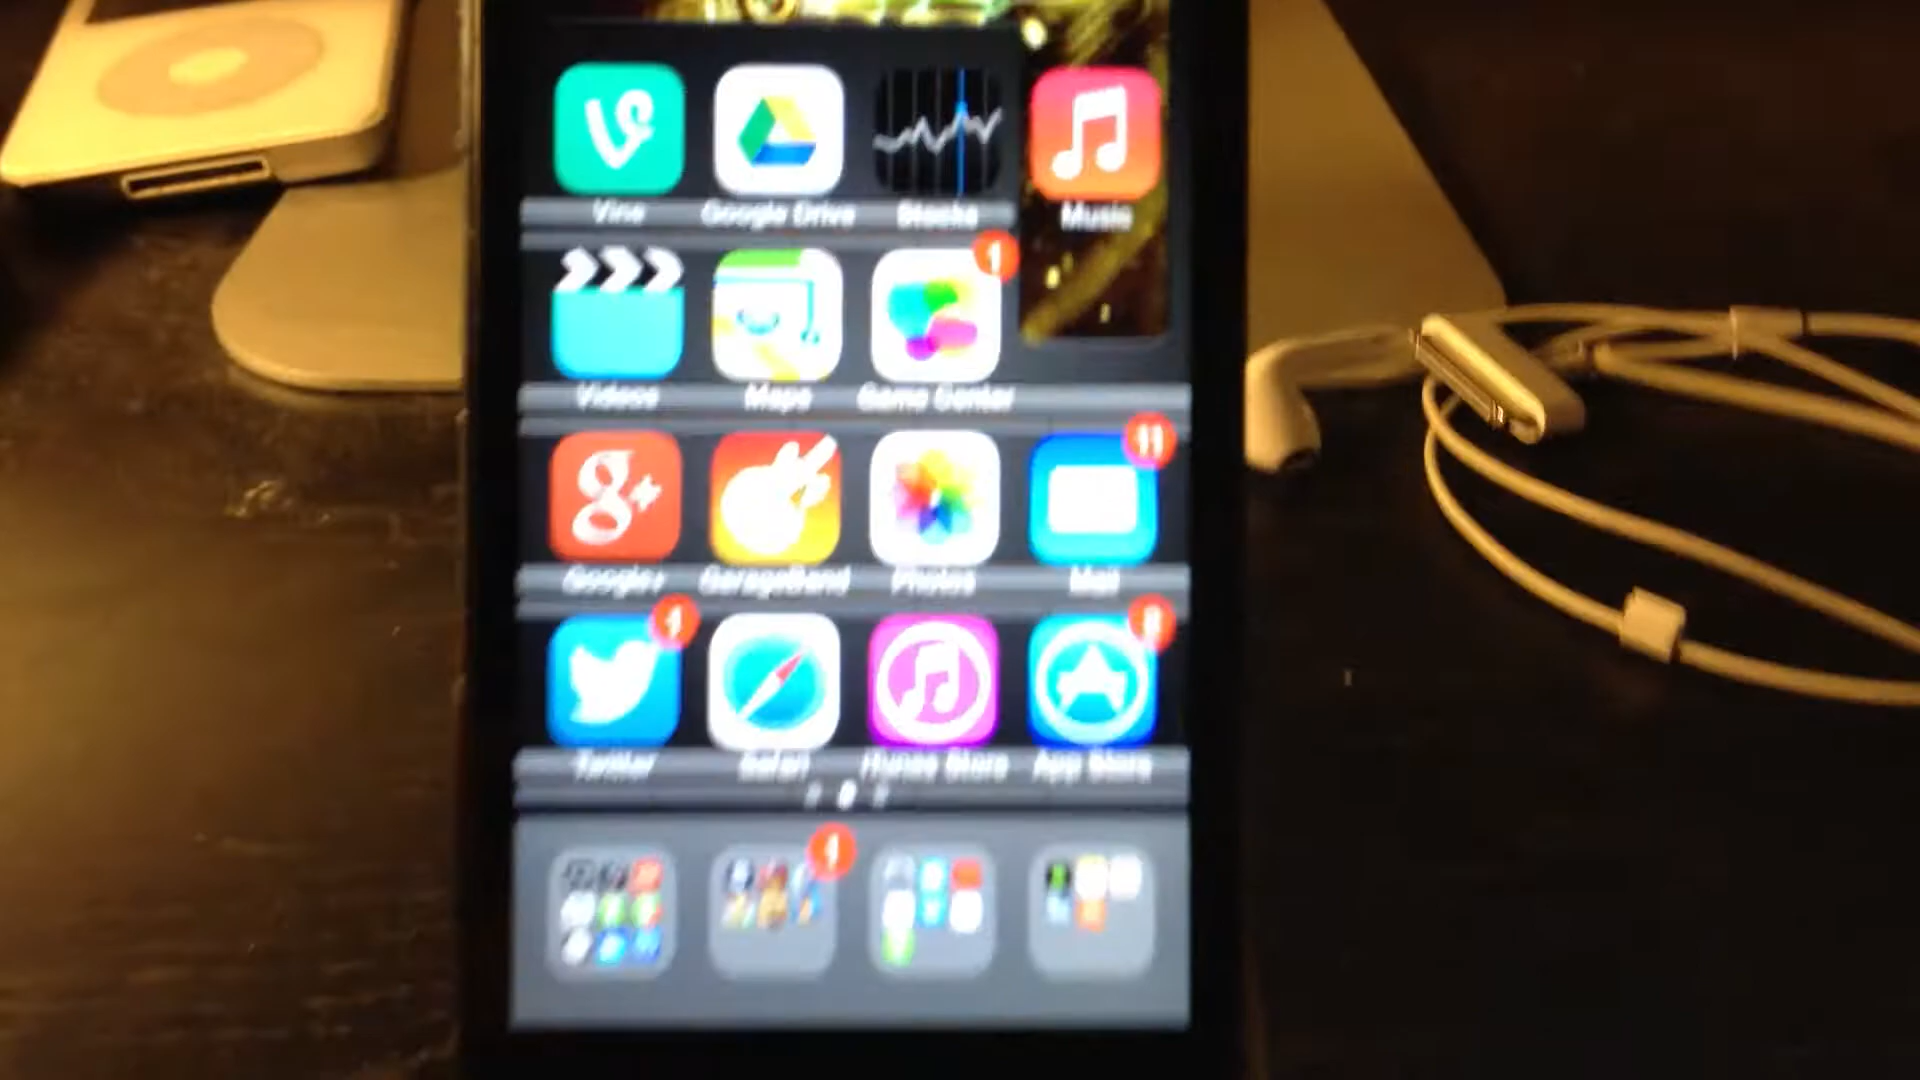 Vine Google Drive Stocks Music
1
Videos Maps Game Center
11
g+
Google+ GarageBand Photos Mail
Twitter Safari iTunes Store App Store
1